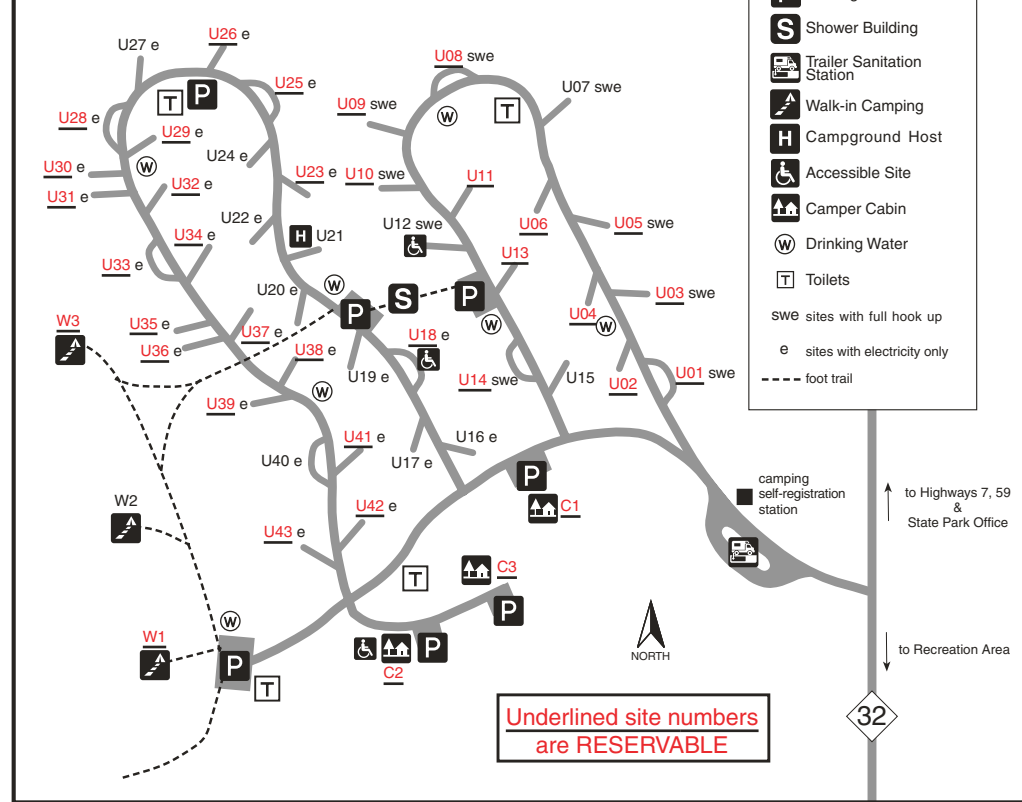 P
S Shower Building
Trailer Sanitation
Station
Walk-in Camping
H Campground Host
Accessible Site
Camper Cabin
W Drinking Water
T Toilets
swe sites with full hook up
e sites with electricity only
foot trail
U26 e
U27 e
U25 e
T P
U28 e
U29 e
U24 e
W
U30 e
U31 e
U32 e
U23 e
U22 e
U34 e
H U21
U33 e
U20 e
W
P S P
U35 e
U36 e
U37 e
U38 e
U18 e
U19 e
W3
W
U39 e
U41 e
U40 e
U17 e
U16 e
U42 e
U43 e
W2
U08 swe
U09 swe
W
T
U07 swe
U10 swe
U11
U12 swe
U06
U05 swe
U13
U03 swe
U04
W
W
U14 swe
U15
U02
U01 swe
P
C1
T
C3
P
P
C2
W
W1
P
T
camping
self-registration
station
to Highways 7, 59
&
State Park Office
to Recreation Area
32
NORTH
Underlined site numbers
are RESERVABLE